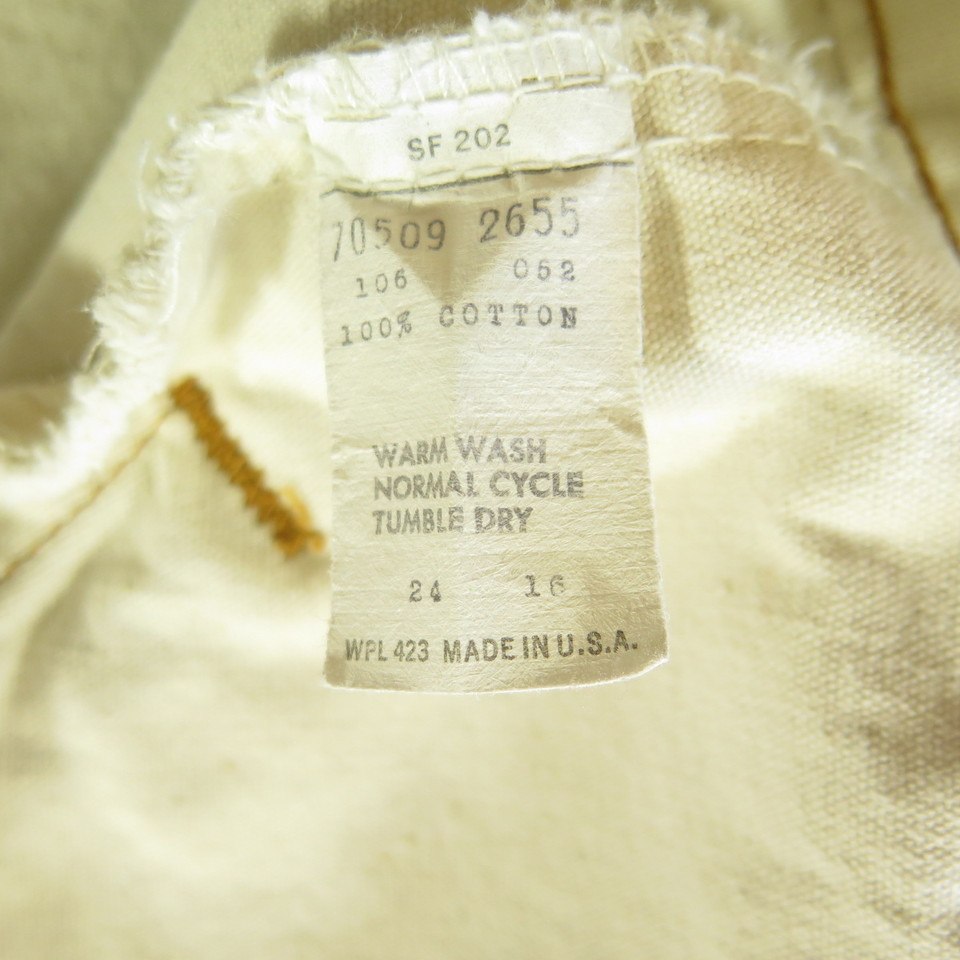 SF 202
70509 2655
106 052
100% COTTON
WARM WASH
NORMAL CYCLE
TUMBLE DRY
24 16
WPL 423 MADE IN U.S.A.